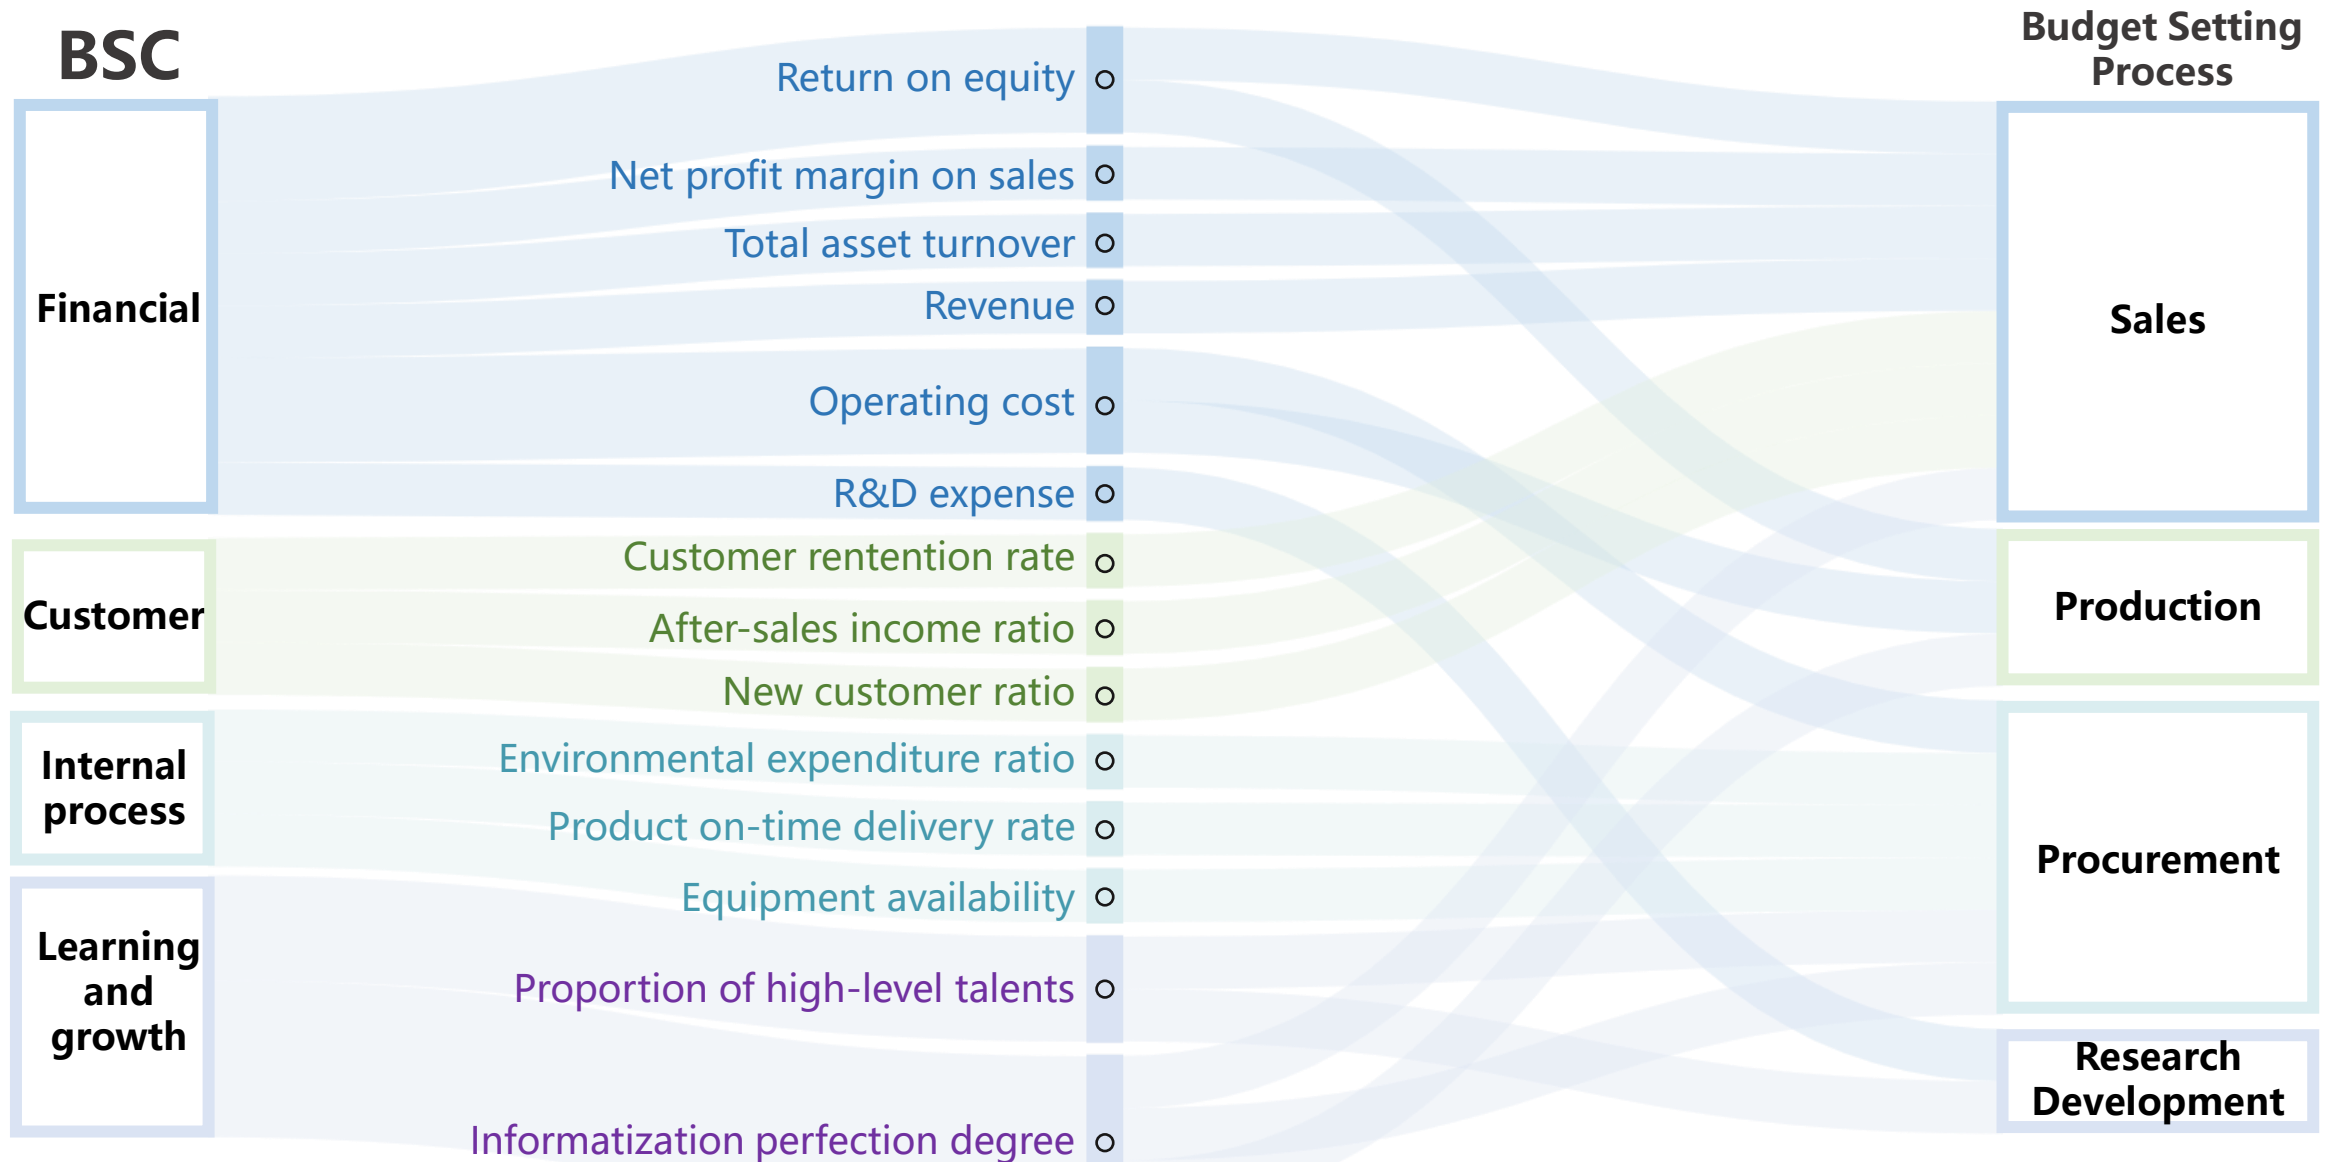 BSC
Budget Setting
Process
Financial
Customer
Internal
process
Learning
and
growth
Return on equity
Net profit margin on sales
Total asset turnover
Revenue
Operating cost
R&D expense
Customer rentention rate
After-sales income ratio
New customer ratio
Environmental expenditure ratio
Product on-time delivery rate
Equipment availability
Proportion of high-level talents
Informatization perfection degree
Sales
Production
Procurement
Research
Development